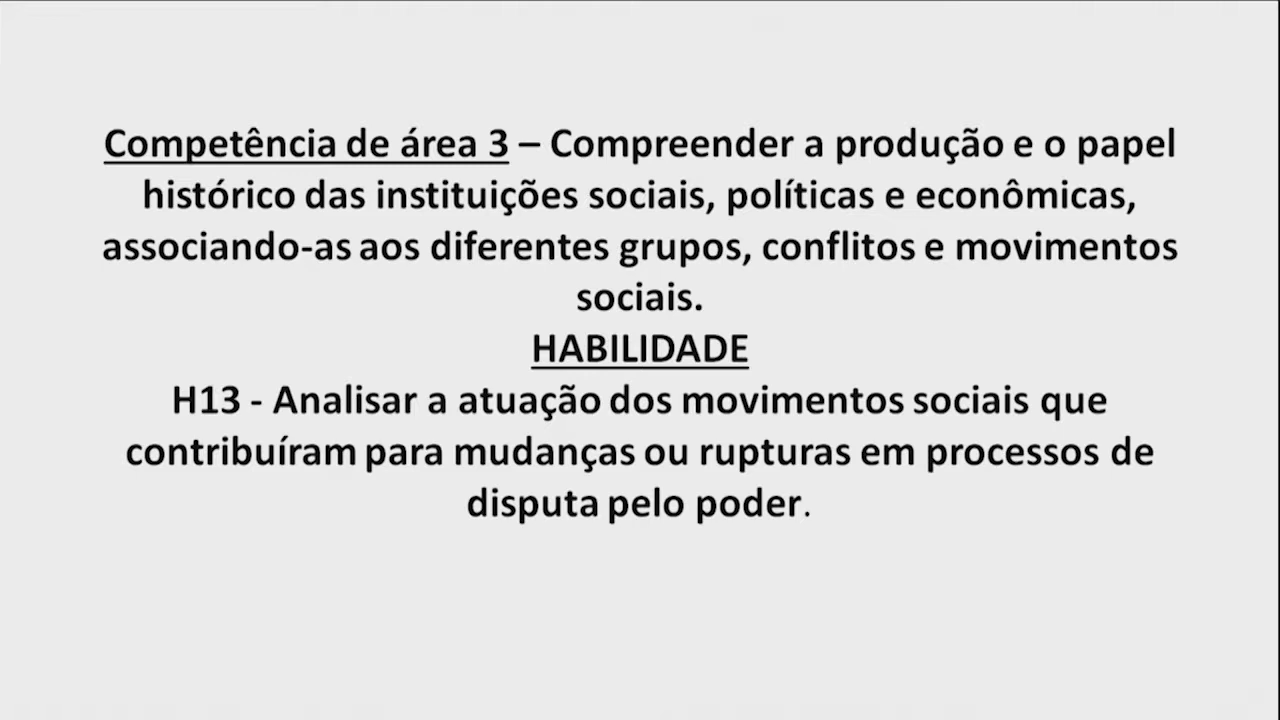 Competência de área 3 – Compreender a produção e o papel
histórico das instituições sociais, políticas e econômicas,
associando-as aos diferentes grupos, conflitos e movimentos
sociais.
HABILIDADE
H13 - Analisar a atuação dos movimentos sociais que
contribuíram para mudanças ou rupturas em processos de
disputa pelo poder.